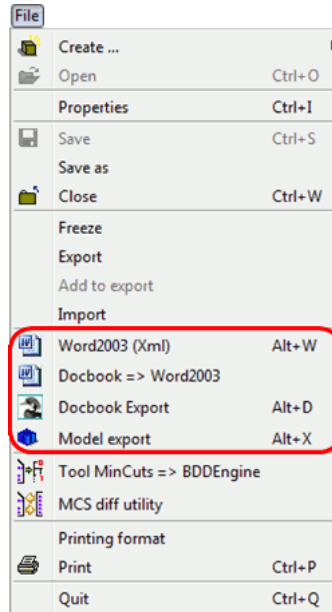 File
Create ...
Open Ctrl+O
Properties Ctrl+I
Save Ctrl+S
Save as
Close Ctrl+W
Freeze
Export
Add to export
Import
Word2003 (Xml) Alt+W
Docbook => Word2003
Docbook Export Alt+D
Model export Alt+X
Tool MinCuts => BDDEngine
MCS diff utility
Printing format
Print Ctrl+P
Quit Ctrl+Q